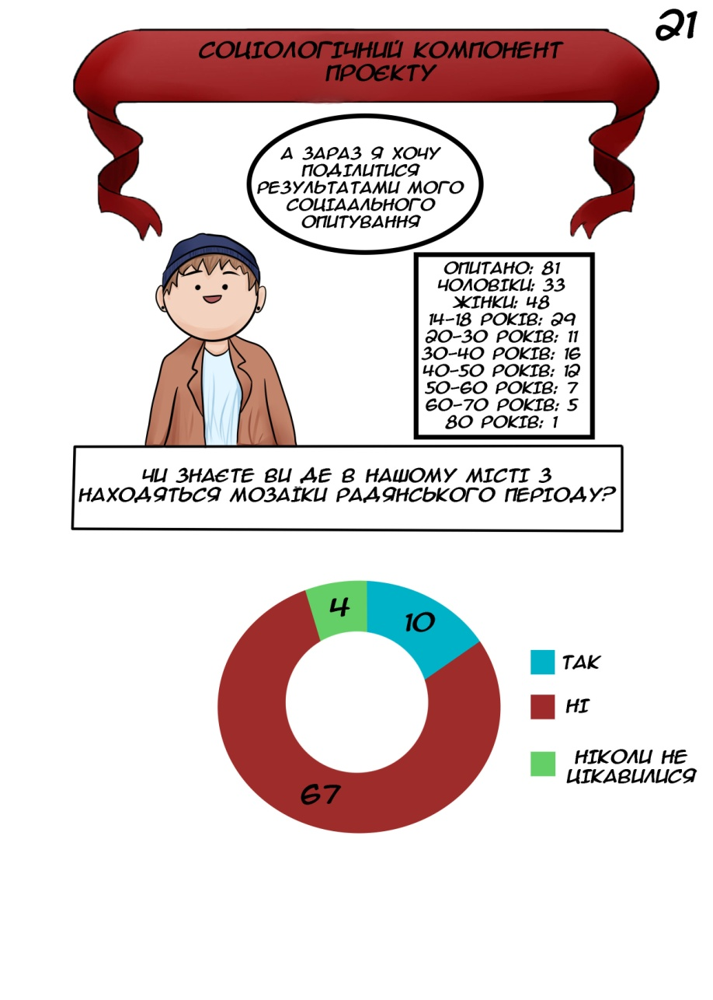 21
СОЦІОЛОГІЧНИЙ КОМПОНЕНТ
ПРОЄКТУ
А ЗАРАЗ Я ХОЧУ
ПОДІЛИТИСЯ
РЕЗУЛЬТАТАМИ МОГО
СОЦІДАЛЬНОГО
ОПИТУВАННЯ
ОПИТАНО: 81
ЧОЛОВІКИ: 33
ЖІНКИ: 48
14-18 РОКІВ: 29
20-30 РОКІВ: 11
30-40 РОКІВ: 16
40-50 РОКІВ: 12
50-60 РОКІВ: 7
60-70 РОКІВ: 5
80 РОКІВ: 1
ЧИ ЗНАЄТЕ ВИ ДЕ В НАШОМУ МІСТІ З
НАХОДЯТЬСЯ МОЗАЇКИ РАДЯНСЬКОГО ПЕРІОДУ?
4
10
67
ТАК
НІ
НІКОЛИ НЕ
ЦІКАВИЛИСЯ